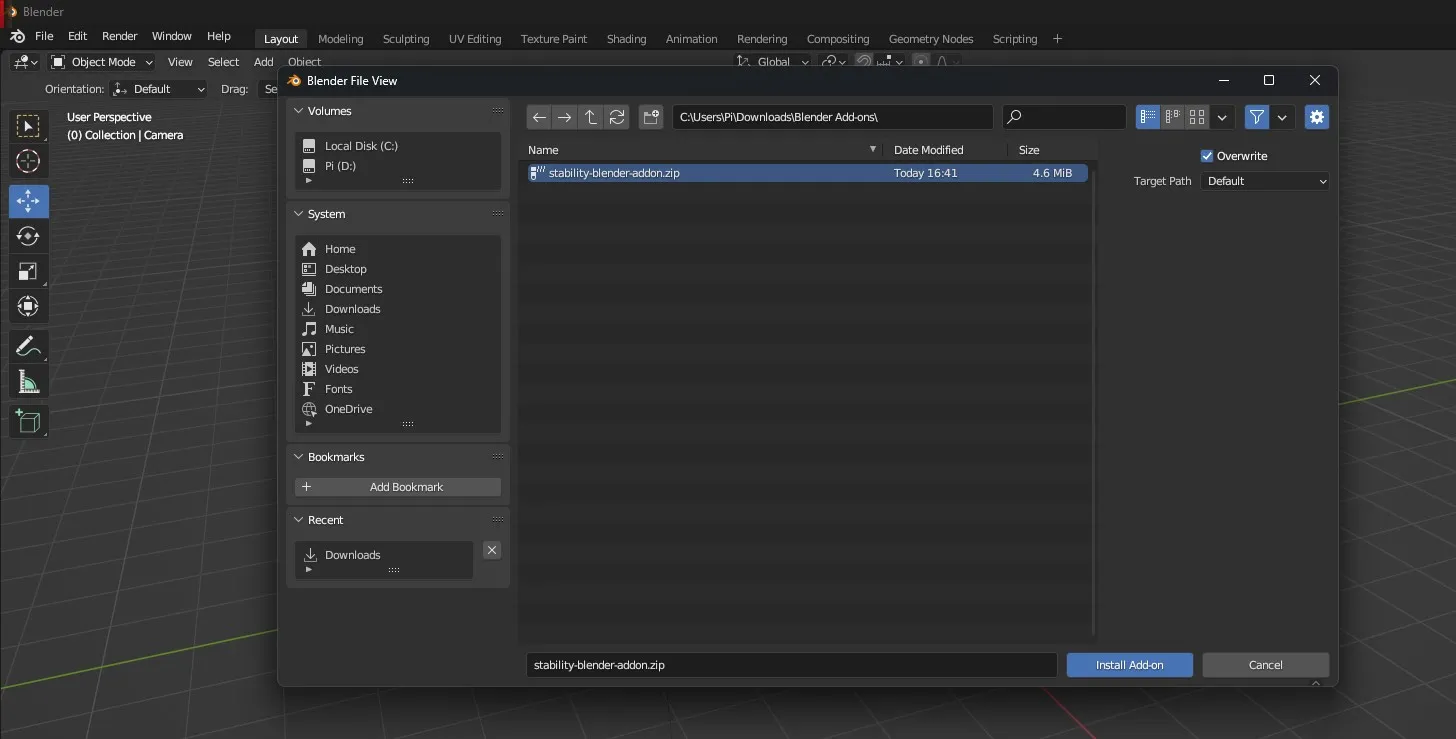 Blender
File Edit Render Window Help Layout Modeling Sculpting UV Editing Texture Paint Shading Animation Rendering Compositing Geometry Nodes Scripting +
Object Mode View Select Add Object Global
Orientation: Default Drag: Se
User Perspective
(0) Collection | Camera
Blender File View
Volumes
Local Disk (C:)
Pi (D:)
System
Home
Desktop
Documents
Downloads
Music
Pictures
Videos
Fonts
OneDrive
Bookmarks
Add Bookmark
Recent
Downloads
C:\Users\Pi\Downloads\Blender Add-ons\
Name Date Modified Size
stability-blender-addon.zip Today 16:41 4.6 MiB
Overwrite
Target Path Default
stability-blender-addon.zip Install Add-on Cancel